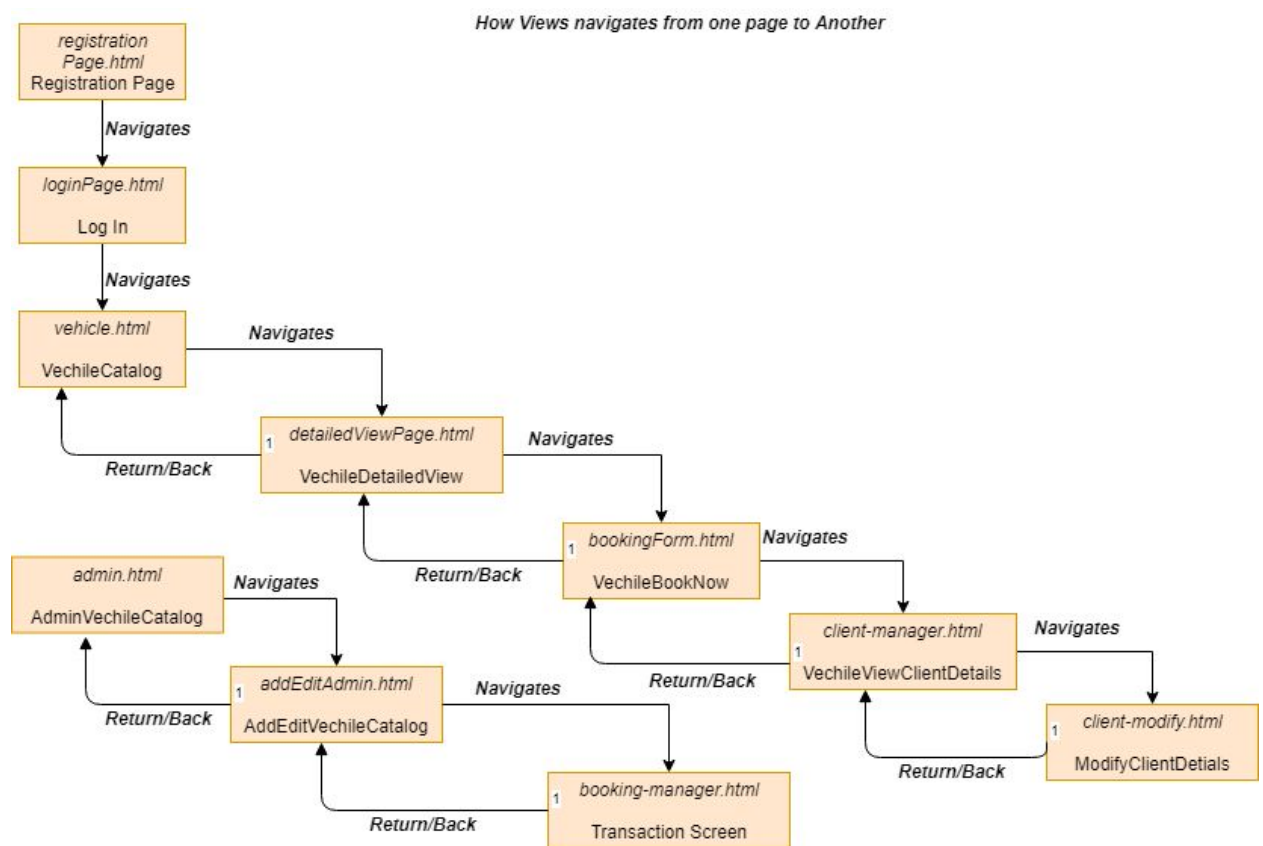 How Views navigates from one page to Another
registration
Page.html
Registration Page
Navigates
loginPage.html
Log In
Navigates
vehicle.html
VechileCatalog
Navigates
Return/Back
1
detailedViewPage.html
VechileDetailedView
Navigates
Return/Back
1
bookingForm.html
VechileBookNow
Navigates
Return/Back
1
client-manager.html
VechileViewClientDetails
Navigates
Return/Back
1
client-modify.html
ModifyClientDetials
admin.html
AdminVechileCatalog
Navigates
Return/Back
1
addEditAdmin.html
AddEditVechileCatalog
Navigates
Return/Back
1
booking-manager.html
Transaction Screen